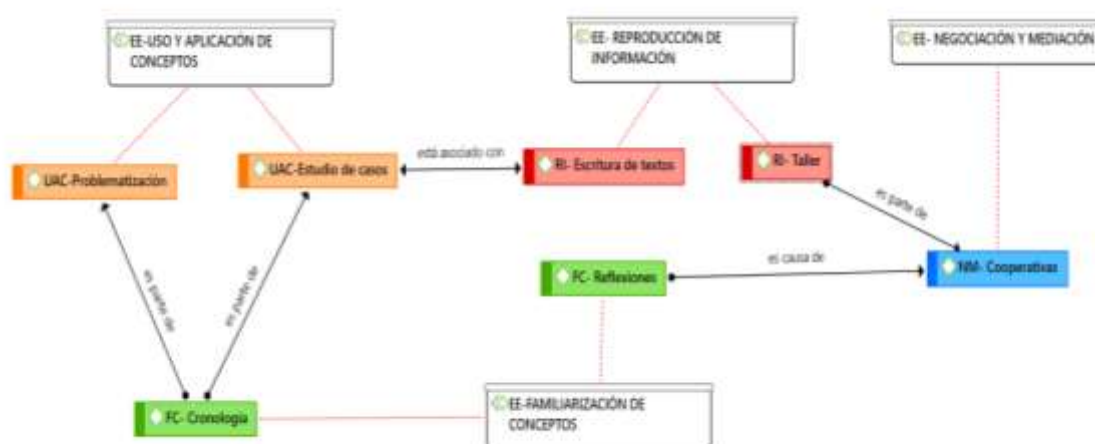 EE-USO Y APLICACIÓN DE
CONCEPTOS
EE- REPRODUCCIÓN DE
INFORMACIÓN
EE- NEGOCIACIÓN Y MEDIACIÓN
UAC-Problematización
UAC-Estudio de casos
está asociado con
RI- Escritura de textos
RI- Taller
es parte de
es parte de
es parte de
FC- Reflexiones
es causa de
NM- Cooperativas
FC- Cronologia
EE-FAMILIARIZACIÓN DE
CONCEPTOS